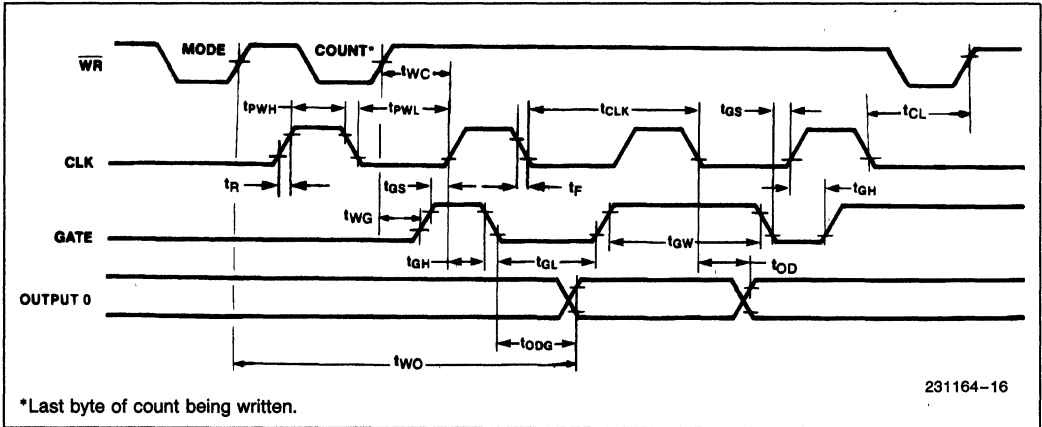 MODE COUNT*
W̅R̅
tWC
tPWH tPWL tCLK tGS tCL
CLK
tR tGS tF tGH
tWG
GATE
tGH tGL tGW tOD
OUTPUT 0
tODG
tWO
231164–16
*Last byte of count being written.